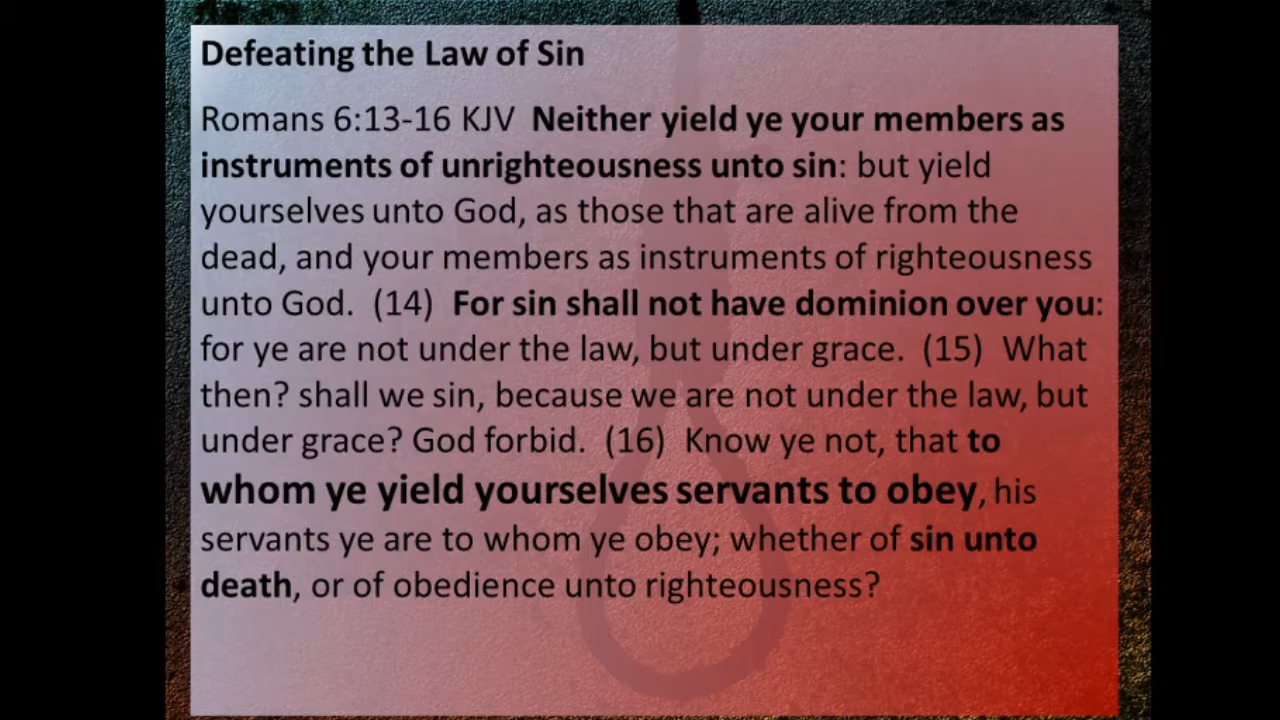 Defeating the Law of Sin
Romans 6:13-16 KJV  Neither yield ye your members as
instruments of unrighteousness unto sin: but yield
yourselves unto God, as those that are alive from the
dead, and your members as instruments of righteousness
unto God.  (14)  For sin shall not have dominion over you:
for ye are not under the law, but under grace.  (15)  What
then? shall we sin, because we are not under the law, but
under grace? God forbid.  (16)  Know ye not, that to
whom ye yield yourselves servants to obey, his
servants ye are to whom ye obey; whether of sin unto
death, or of obedience unto righteousness?